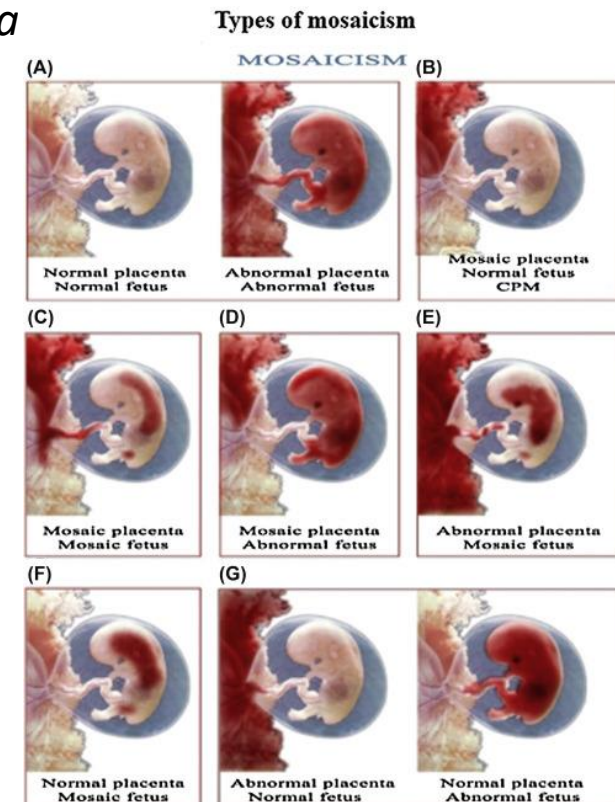 a
Types of mosaicism
MOSAICISM
(A)
(B)
Normal placenta
Normal fetus
Abnormal placenta
Abnormal fetus
Mosaic placenta
Normal fetus
CPM
(C)
(D)
(E)
Mosaic placenta
Mosaic fetus
Mosaic placenta
Abnormal fetus
Abnormal placenta
Mosaic fetus
(F)
(G)
Normal placenta
Mosaic fetus
Abnormal placenta
Normal fetus
Normal placenta
Abnormal fetus